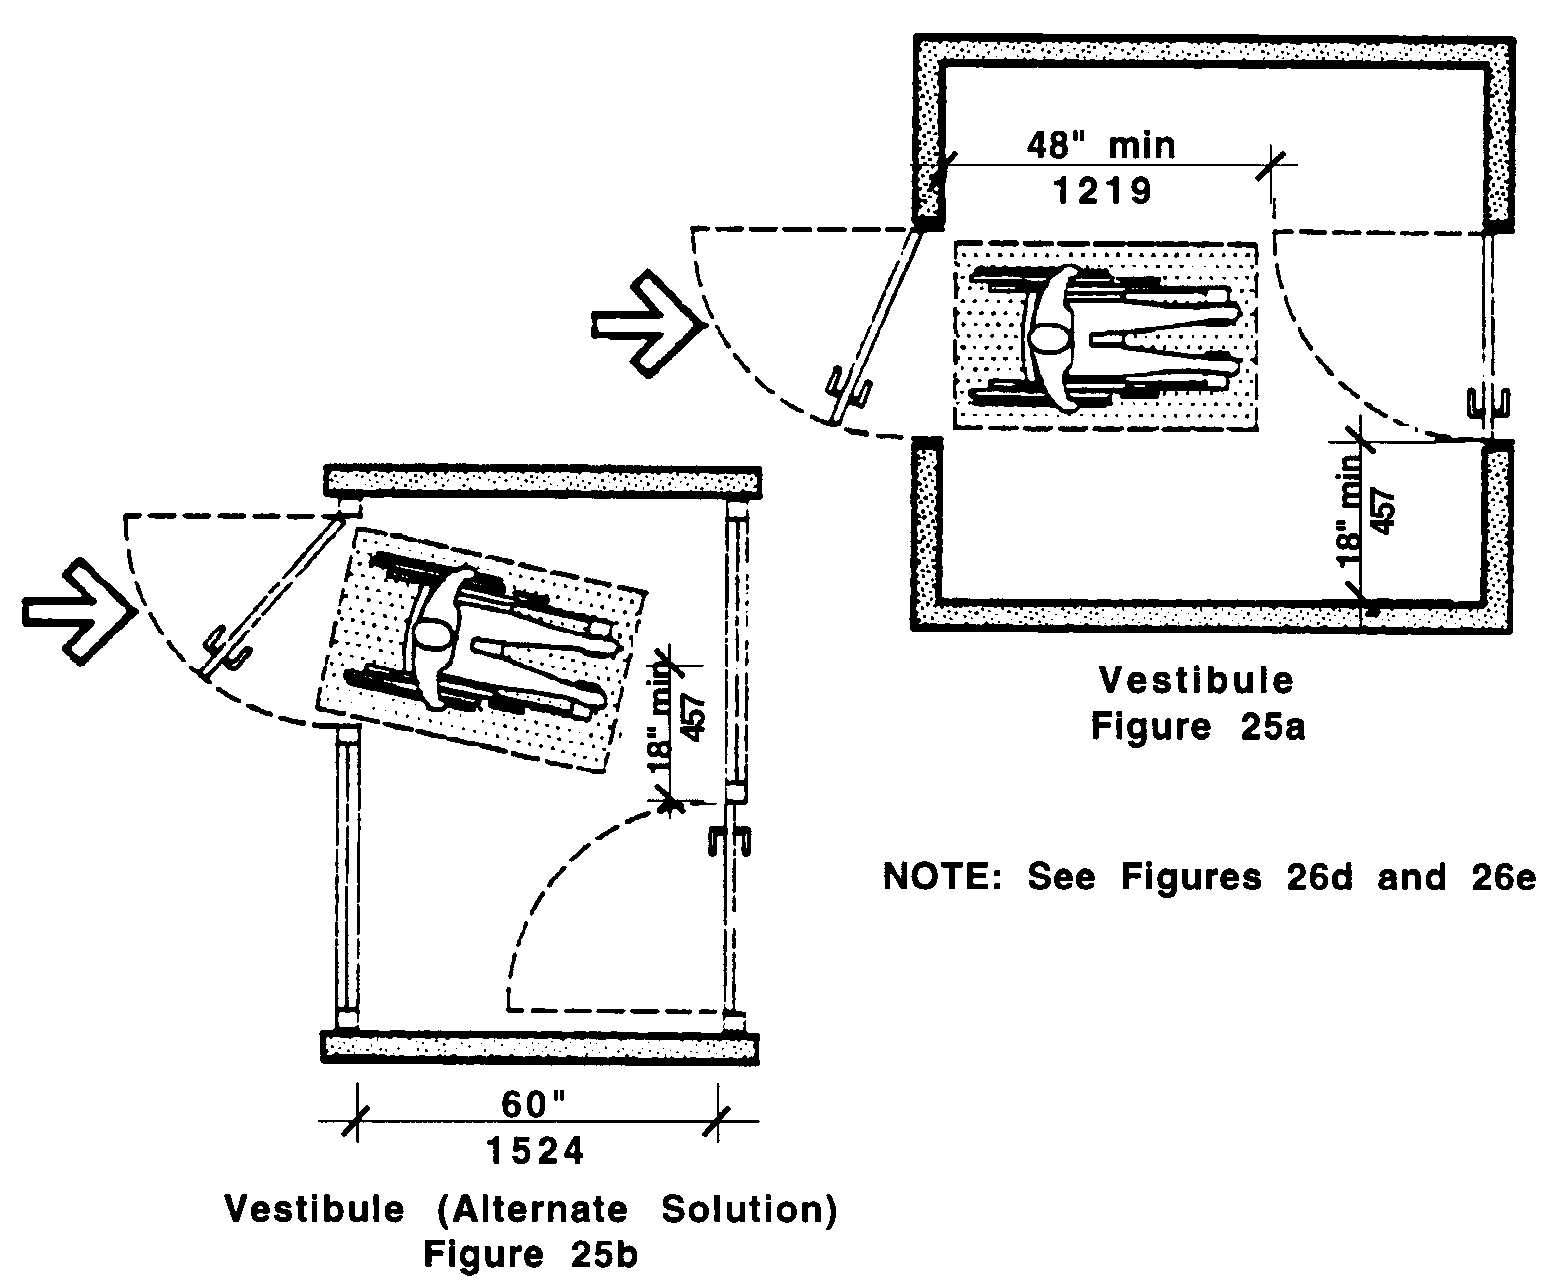 48" min
1219
18" min
457
Vestibule
Figure 25a
18" min
457
NOTE: See Figures 26d and 26e
60"
1524
Vestibule (Alternate Solution)
Figure 25b